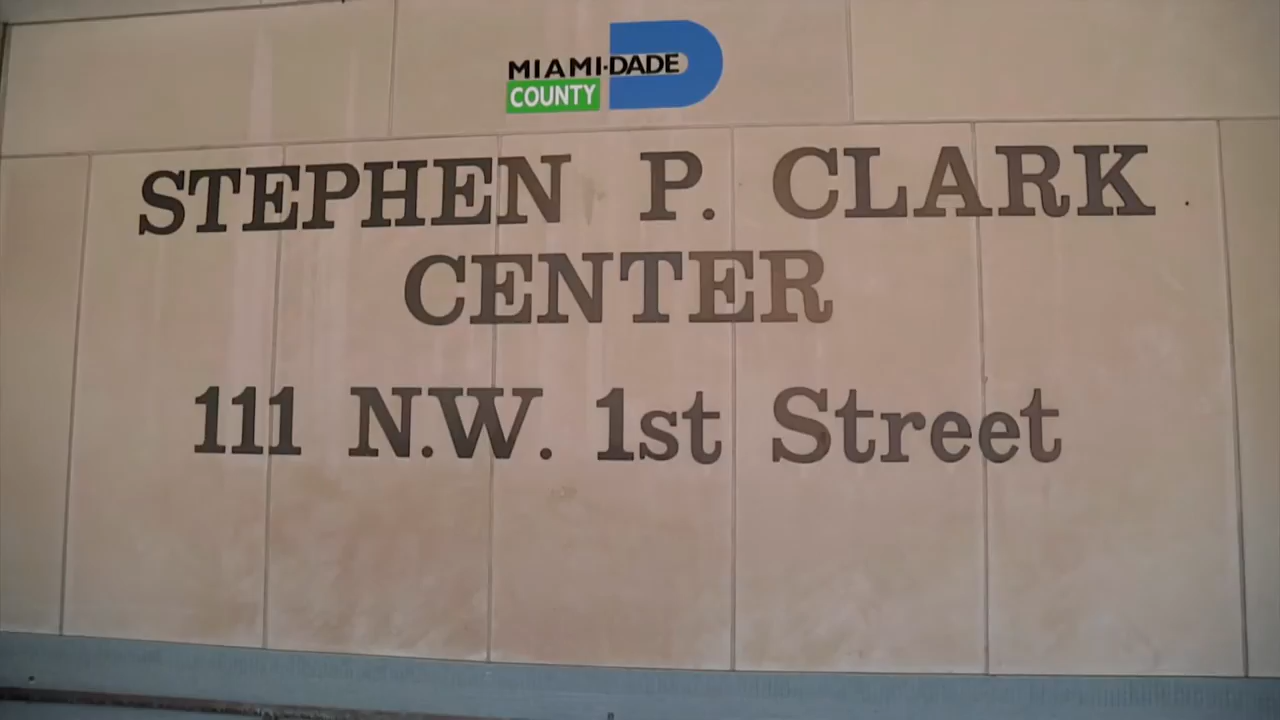 MIAMI-DADE
COUNTY
STEPHEN P. CLARK
CENTER
111 N.W. 1st Street